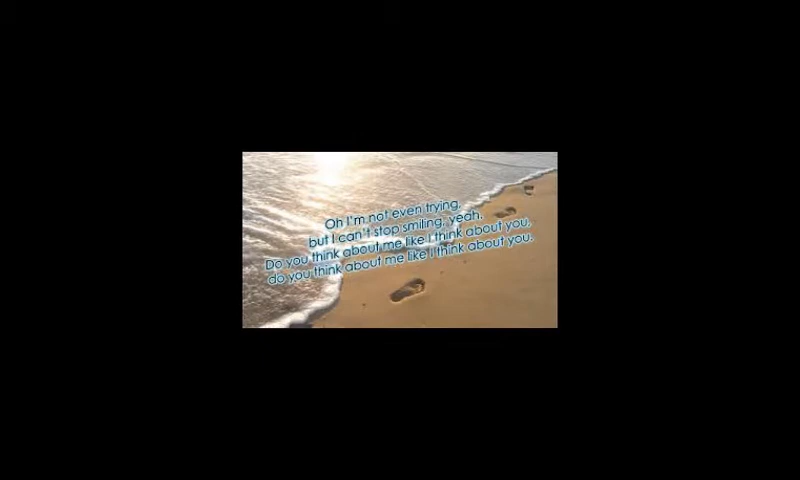 Oh I'm not even trying,
but I can't stop smiling, yeah.
Do you think about me like I think about you,
do you think about me like I think about you.